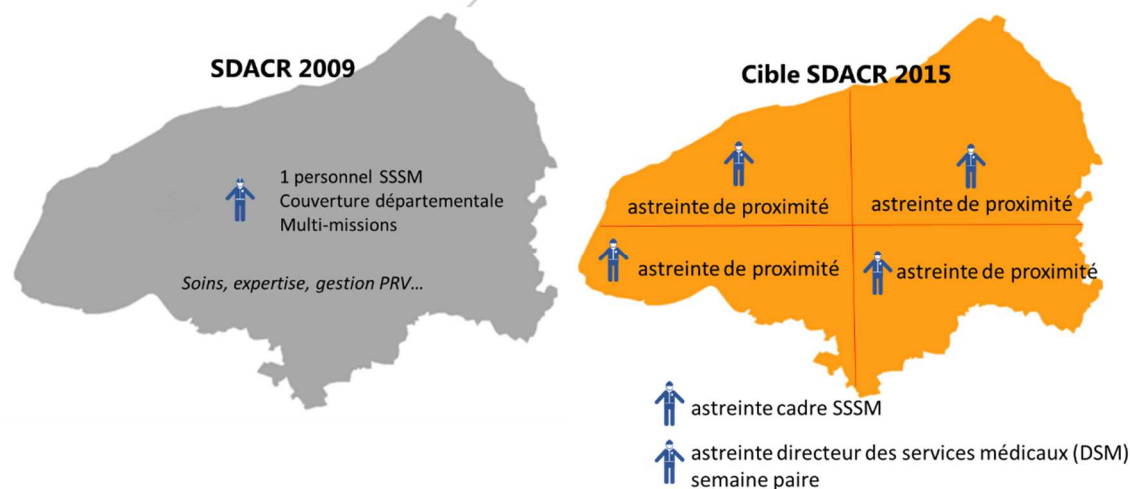 SDACR 2009
1 personnel SSSM
Couverture départementale
Multi-missions
Soins, expertise, gestion PRV...
Cible SDACR 2015
astreinte de proximité
astreinte de proximité
astreinte de proximité
astreinte de proximité
astreinte cadre SSSM
astreinte directeur des services médicaux (DSM)
semaine paire